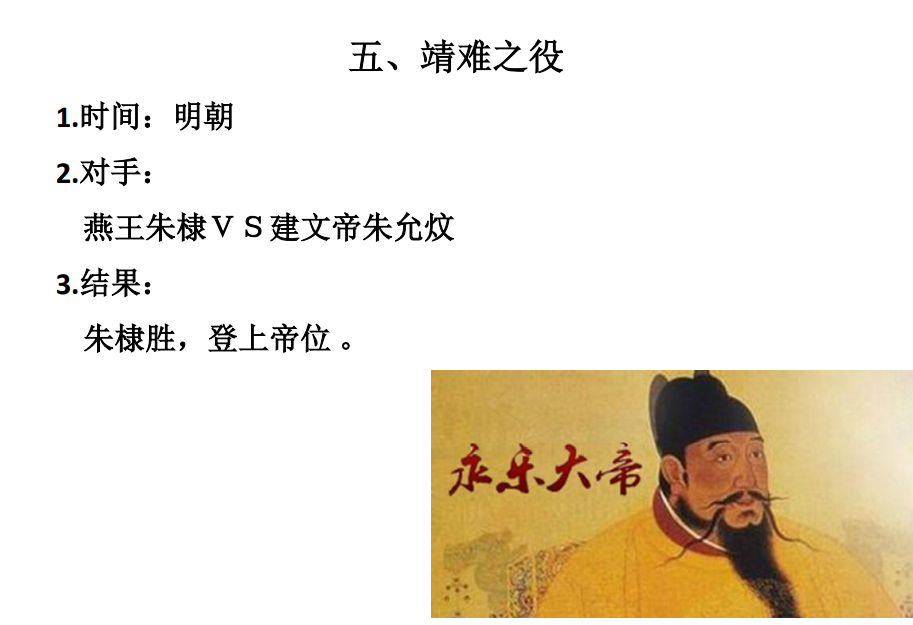 五、靖难之役
1.时间：明朝
2.对手：
燕王朱棣ＶＳ建文帝朱允炆
3.结果：
朱棣胜，登上帝位 。
永乐大帝